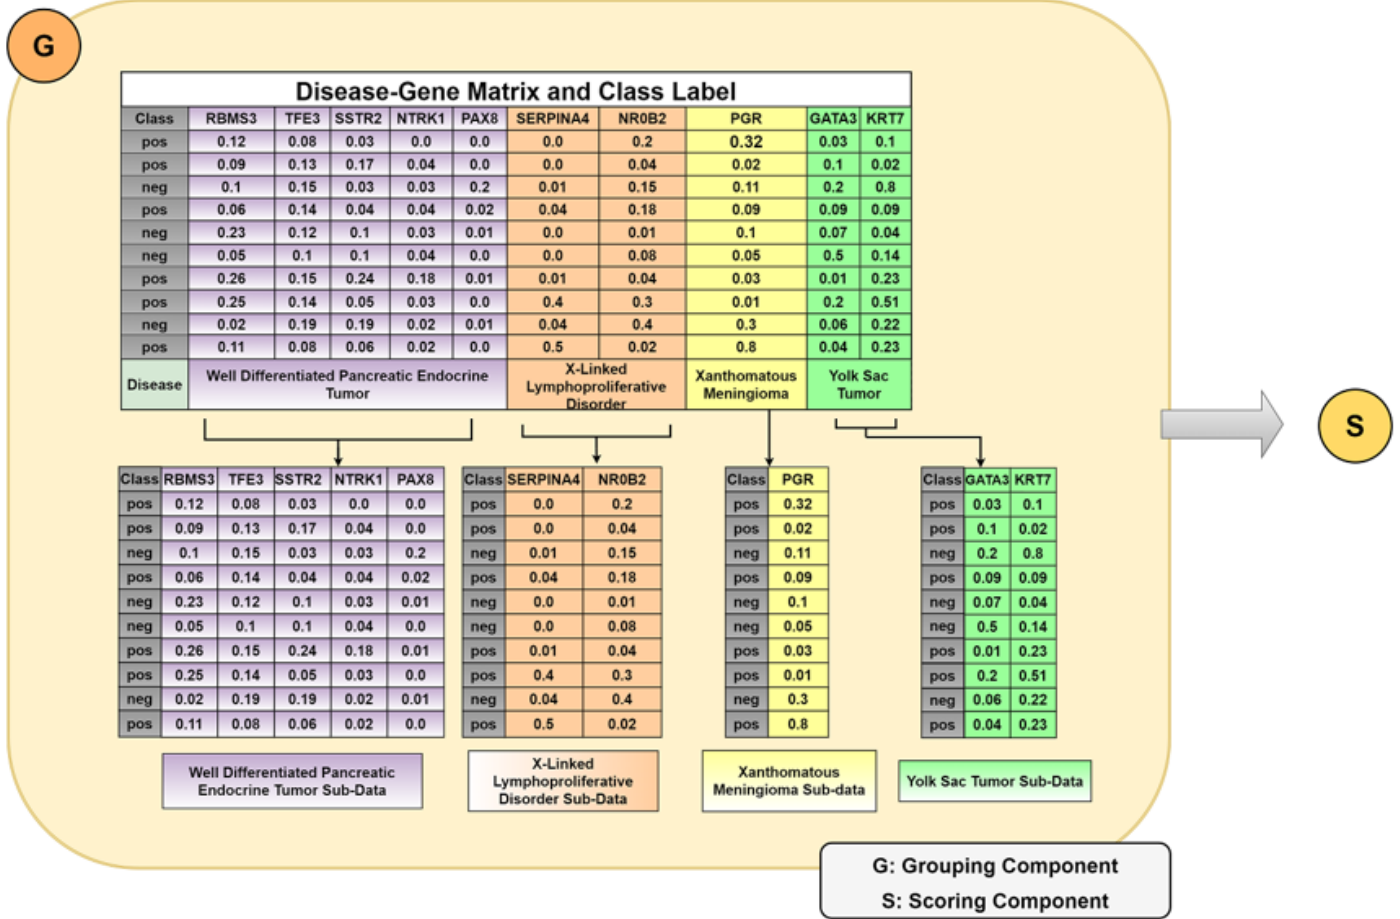 G
Disease-Gene Matrix and Class Label
Class RBMS3 TFE3 SSTR2 NTRK1 PAX8 SERPINA4 NR0B2 PGR GATA3 KRT7
pos 0.12 0.08 0.03 0.0 0.0 0.0 0.2 0.32 0.03 0.1
pos 0.09 0.13 0.17 0.04 0.0 0.0 0.04 0.02 0.1 0.02
neg 0.1 0.15 0.03 0.03 0.2 0.01 0.15 0.11 0.2 0.8
pos 0.06 0.14 0.04 0.04 0.02 0.04 0.18 0.09 0.09 0.09
neg 0.23 0.12 0.1 0.03 0.01 0.0 0.01 0.1 0.07 0.04
neg 0.05 0.1 0.1 0.04 0.0 0.0 0.08 0.05 0.5 0.14
pos 0.26 0.15 0.24 0.18 0.01 0.01 0.04 0.03 0.01 0.23
pos 0.25 0.14 0.05 0.03 0.0 0.4 0.3 0.01 0.2 0.51
neg 0.02 0.19 0.19 0.02 0.01 0.04 0.4 0.3 0.06 0.22
pos 0.11 0.08 0.06 0.02 0.0 0.5 0.02 0.8 0.04 0.23
Disease
Well Differentiated Pancreatic Endocrine
Tumor
X-Linked
Lymphoproliferative
Disorder
Xanthomatous
Meningioma
Yolk Sac
Tumor
S
Class RBMS3 TFE3 SSTR2 NTRK1 PAX8
pos 0.12 0.08 0.03 0.0 0.0
pos 0.09 0.13 0.17 0.04 0.0
neg 0.1 0.15 0.03 0.03 0.2
pos 0.06 0.14 0.04 0.04 0.02
neg 0.23 0.12 0.1 0.03 0.01
neg 0.05 0.1 0.1 0.04 0.0
pos 0.26 0.15 0.24 0.18 0.01
pos 0.25 0.14 0.05 0.03 0.0
neg 0.02 0.19 0.19 0.02 0.01
pos 0.11 0.08 0.06 0.02 0.0
Well Differentiated Pancreatic
Endocrine Tumor Sub-Data
Class SERPINA4 NR0B2
pos 0.0 0.2
pos 0.0 0.04
neg 0.01 0.15
pos 0.04 0.18
neg 0.0 0.01
neg 0.0 0.08
pos 0.01 0.04
pos 0.4 0.3
neg 0.04 0.4
pos 0.5 0.02
X-Linked
Lymphoproliferative
Disorder Sub-Data
Class PGR
pos 0.32
pos 0.02
neg 0.11
pos 0.09
neg 0.1
neg 0.05
pos 0.03
pos 0.01
neg 0.3
pos 0.8
Xanthomatous
Meningioma Sub-data
Class GATA3 KRT7
pos 0.03 0.1
pos 0.1 0.02
neg 0.2 0.8
pos 0.09 0.09
neg 0.07 0.04
neg 0.5 0.14
pos 0.01 0.23
pos 0.2 0.51
neg 0.06 0.22
pos 0.04 0.23
Yolk Sac Tumor Sub-Data
G: Grouping Component
S: Scoring Component